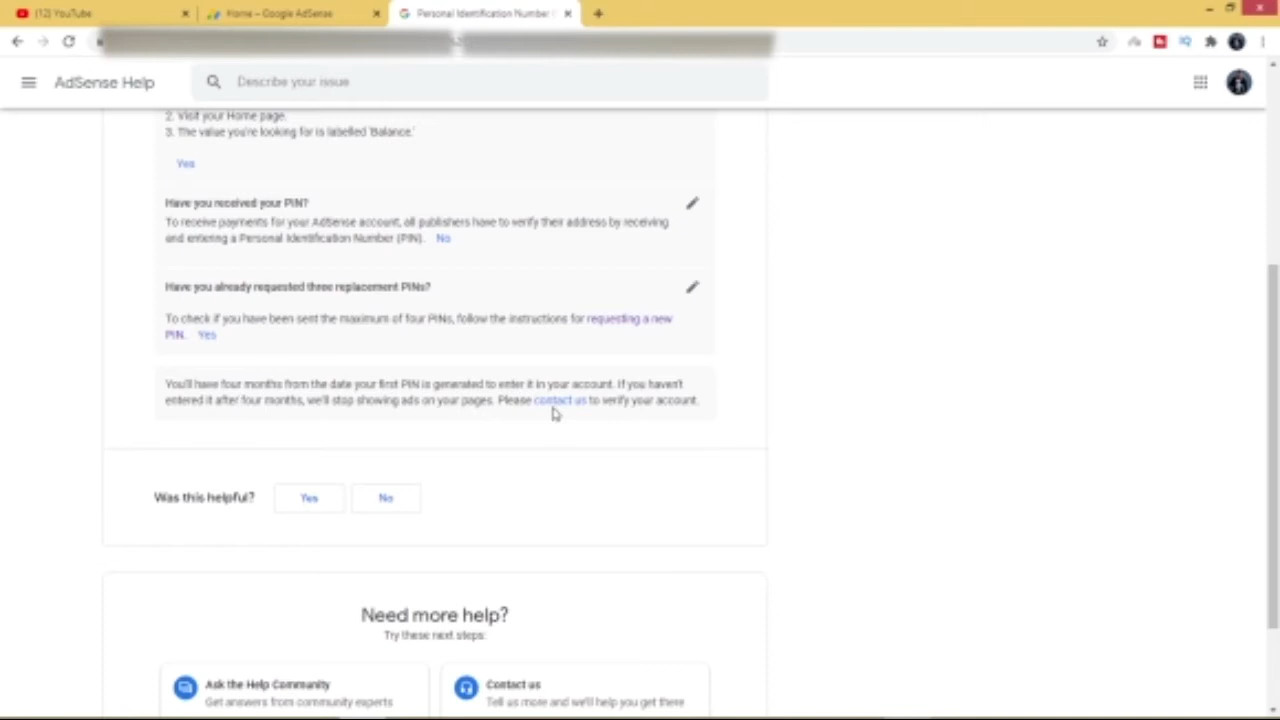 (12) YouTube
Home – Google AdSense
Personal Identification Number (
AdSense Help
Describe your issue
2. Visit your Home page.
3. The value you're looking for is labelled 'Balance.'
Yes
Have you received your PIN?
To receive payments for your AdSense account, all publishers have to verify their address by receiving
and entering a Personal Identification Number (PIN). No
Have you already requested three replacement PINs?
To check if you have been sent the maximum of four PINs, follow the instructions for requesting a new
PIN. Yes
You'll have four months from the date your first PIN is generated to enter it in your account. If you haven't
entered it after four months, we'll stop showing ads on your pages. Please contact us to verify your account.
Was this helpful?
Yes
No
Need more help?
Try these next steps:
Ask the Help Community
Get answers from community experts
Contact us
Tell us more and we'll help you get there